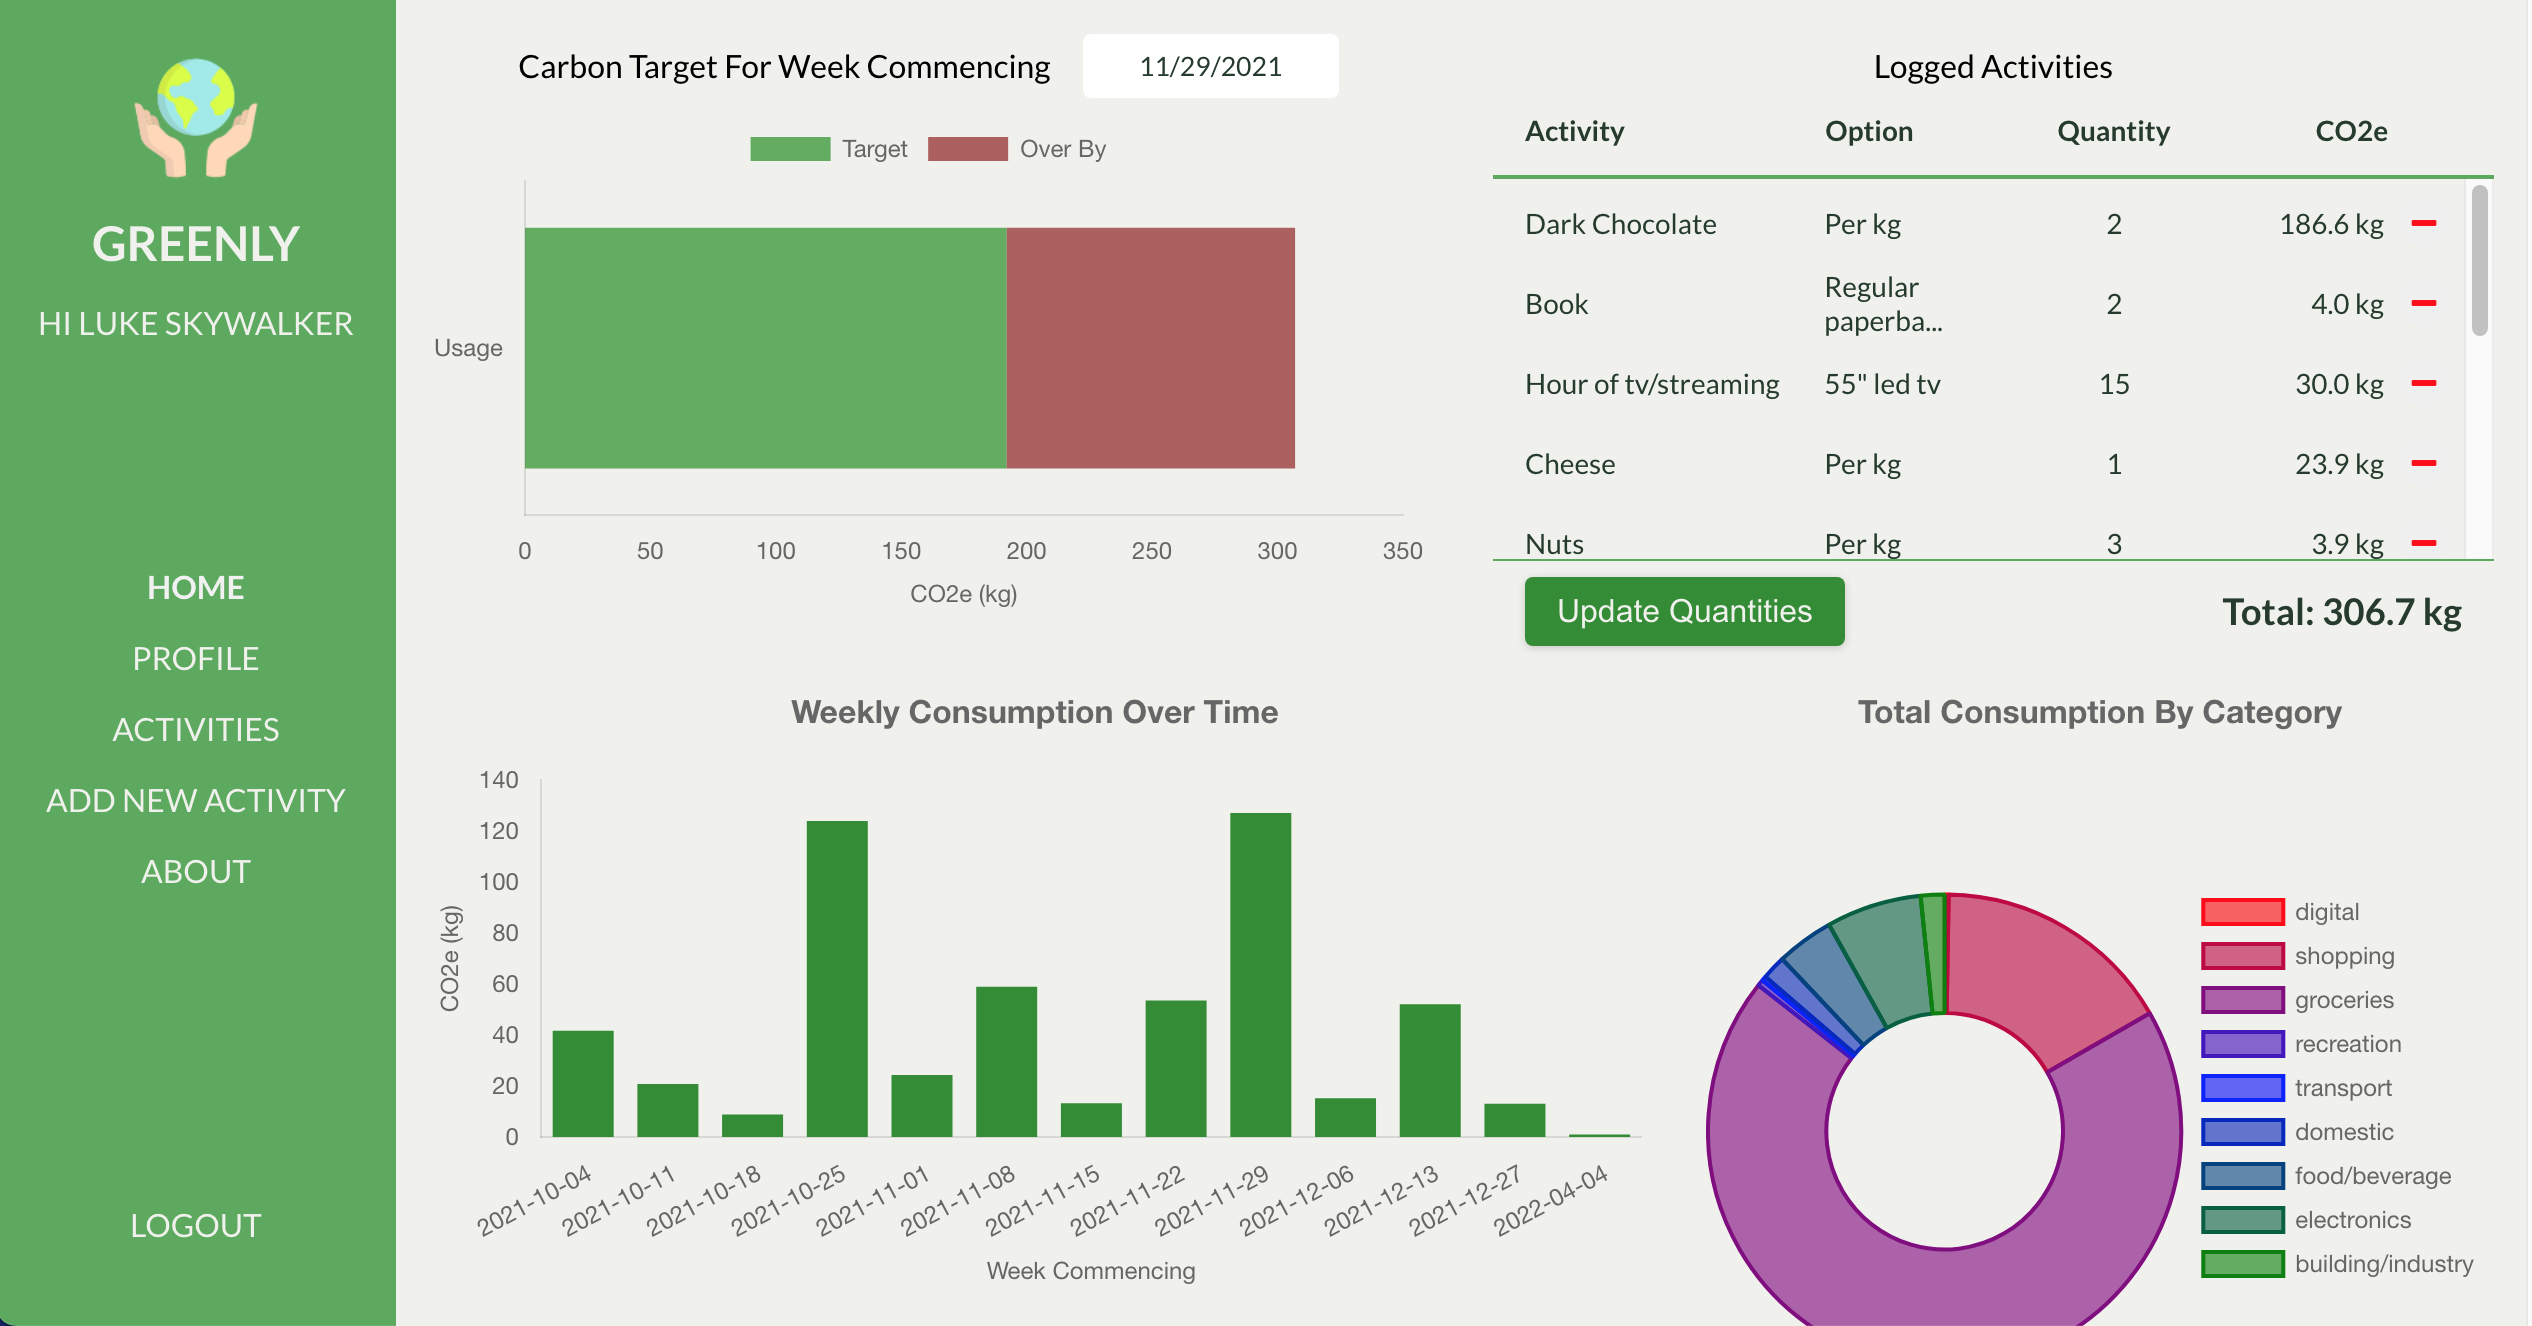 GREENLY
HI LUKE SKYWALKER
HOME
PROFILE
ACTIVITIES
ADD NEW ACTIVITY
ABOUT
LOGOUT
Carbon Target For Week Commencing 11/29/2021
Target Over By
Usage
0 50 100 150 200 250 300 350
CO2e (kg)
Logged Activities
Activity Option Quantity CO2e
Dark Chocolate Per kg 2 186.6 kg
Book Regular paperba... 2 4.0 kg
Hour of tv/streaming 55" led tv 15 30.0 kg
Cheese Per kg 1 23.9 kg
Nuts Per kg 3 3.9 kg
Update Quantities Total: 306.7 kg
Weekly Consumption Over Time
140
120
100
80
60
40
20
0
CO2e (kg)
2021-10-04 2021-10-11 2021-10-18 2021-10-25 2021-11-01 2021-11-08 2021-11-15 2021-11-22 2021-11-29 2021-12-06 2021-12-13 2021-12-27 2022-04-04
Week Commencing
Total Consumption By Category
digital
shopping
groceries
recreation
transport
domestic
food/beverage
electronics
building/industry